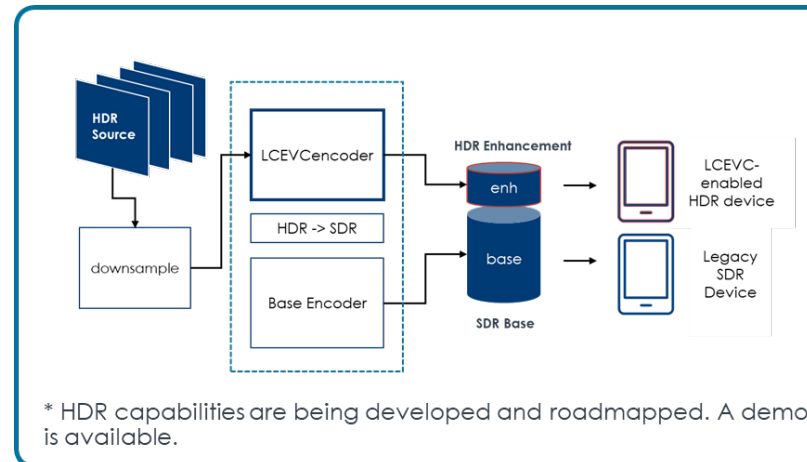 HDR
Source
downsample
LCEVCencoder
HDR -> SDR
Base Encoder
HDR Enhancement
enh
base
SDR Base
LCEVC-
enabled
HDR device
Legacy
SDR
Device
* HDR capabilities are being developed and roadmapped. A demo
is available.